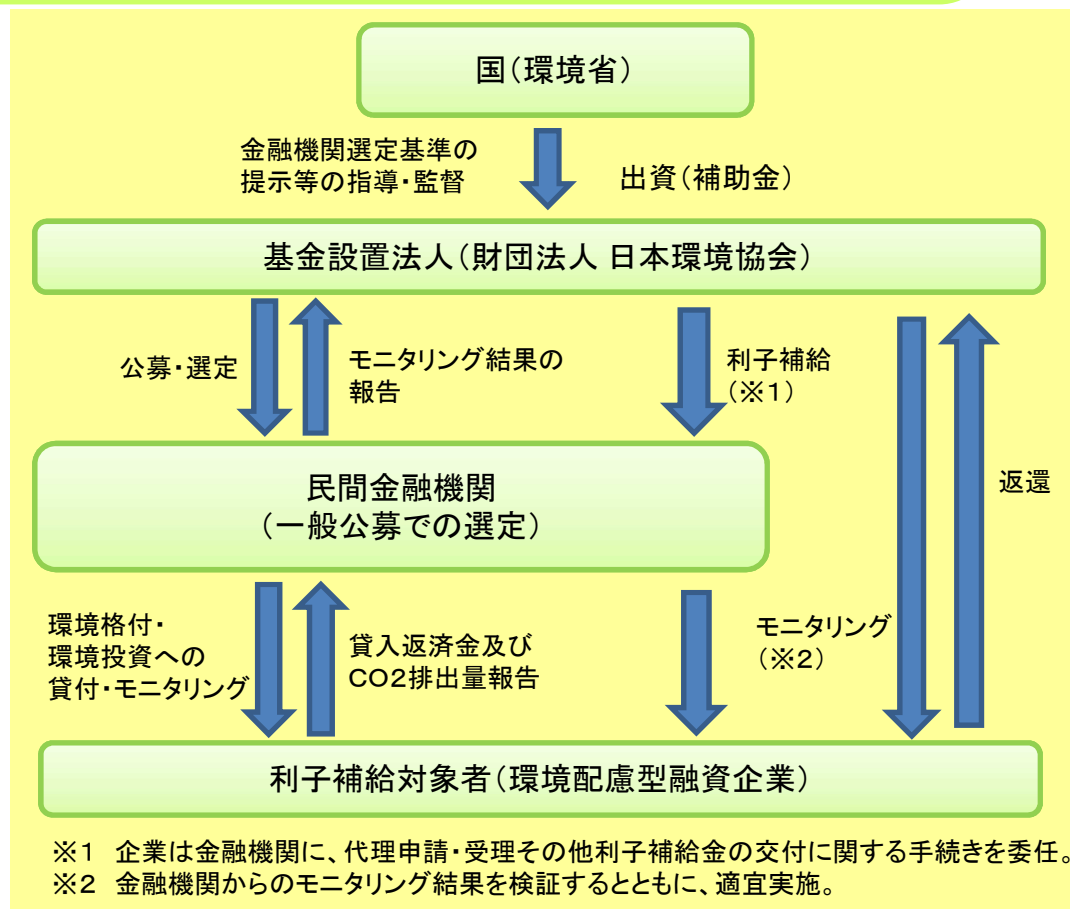 国(環境省)
金融機関選定基準の
提示等の指導・監督
出資(補助金)
基金設置法人(財団法人 日本環境協会)
公募・選定
モニタリング結果の
報告
利子補給
(※1)
返還
民間金融機関
(一般公募での選定)
環境格付・
環境投資への
貸付・モニタリング
貸入返済金及び
CO2排出量報告
モニタリング
(※2)
利子補給対象者(環境配慮型融資企業)
※1 企業は金融機関に、代理申請・受理その他利子補給金の交付に関する手続きを委任。
※2 金融機関からのモニタリング結果を検証するとともに、適宜実施。